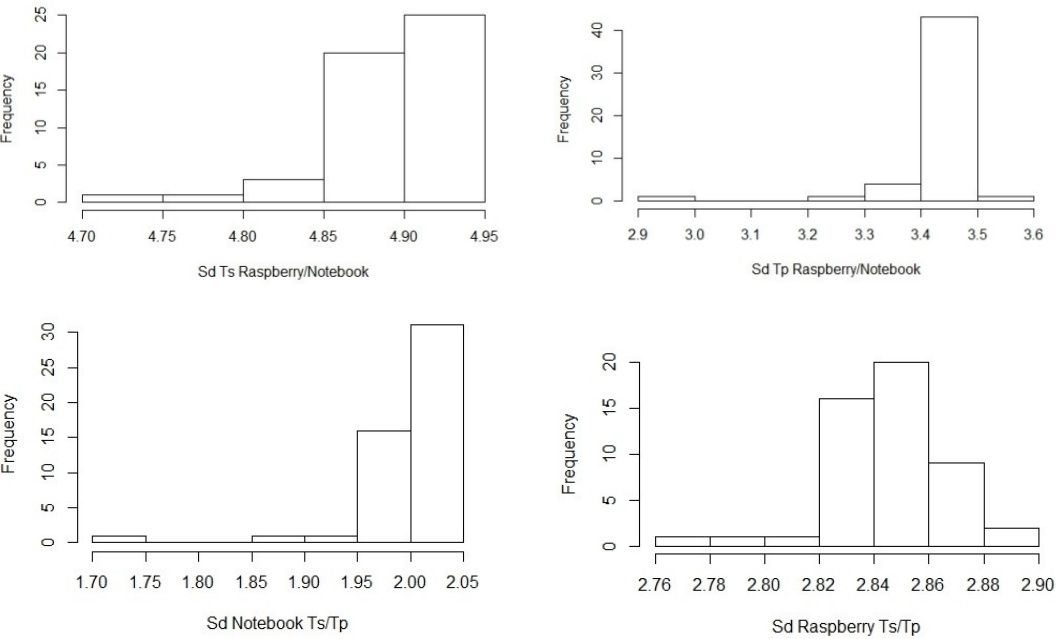 Frequency
25
20
15
10
5
0
4.70 4.75 4.80 4.85 4.90 4.95
Sd Ts Raspberry/Notebook
Frequency
40
30
20
10
0
2.9 3.0 3.1 3.2 3.3 3.4 3.5 3.6
Sd Tp Raspberry/Notebook
Frequency
30
25
20
15
10
5
0
1.70 1.75 1.80 1.85 1.90 1.95 2.00 2.05
Sd Notebook Ts/Tp
Frequency
20
15
10
5
0
2.76 2.78 2.80 2.82 2.84 2.86 2.88 2.90
Sd Raspberry Ts/Tp